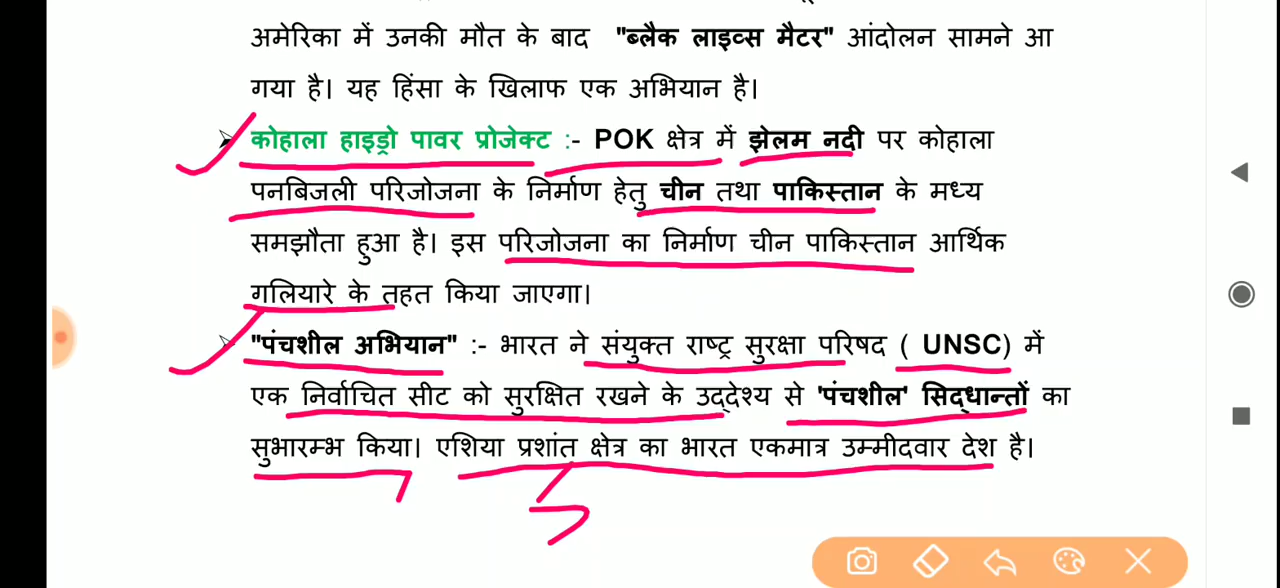 अमेरिका में उनकी मौत के बाद "ब्लैक लाइव्स मैटर" आंदोलन सामने आ
गया है। यह हिंसा के खिलाफ एक अभियान है।
➢ कोहाला हाइड्रो पावर प्रोजेक्ट :- POK क्षेत्र में झेलम नदी पर कोहाला
पनबिजली परिजोजना के निर्माण हेतु चीन तथा पाकिस्तान के मध्य
समझौता हुआ है। इस परिजोजना का निर्माण चीन पाकिस्तान आर्थिक
गलियारे के तहत किया जाएगा।
➢ "पंचशील अभियान" :- भारत ने संयुक्त राष्ट्र सुरक्षा परिषद ( UNSC) में
एक निर्वाचित सीट को सुरक्षित रखने के उद्देश्य से 'पंचशील' सिद्धान्तों का
सुभारम्भ किया। एशिया प्रशांत क्षेत्र का भारत एकमात्र उम्मीदवार देश है।